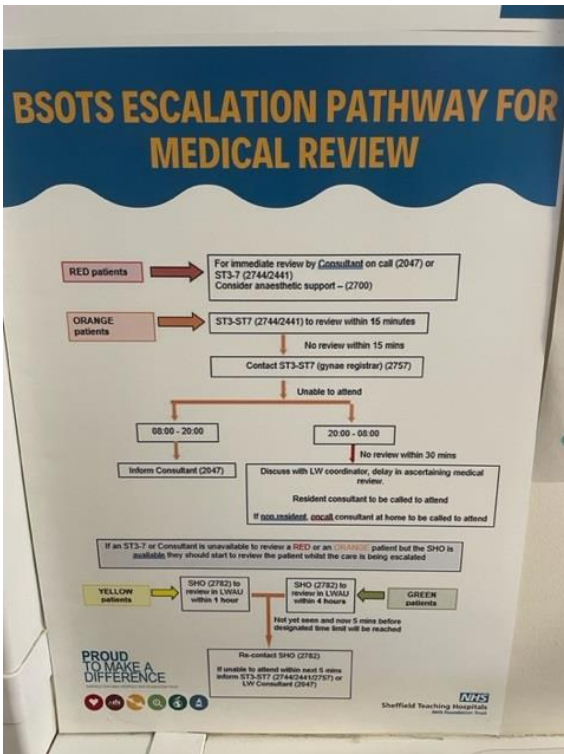 BSOTS ESCALATION PATHWAY FOR
MEDICAL REVIEW
RED patients
For immediate review by Consultant on call (2047) or
ST3-7 (2744/2441)
Consider anaesthetic support – (2700)
ORANGE
patients
ST3-ST7 (2744/2441) to review within 15 minutes
No review within 15 mins
Contact ST3-ST7 (gynae registrar) (2757)
Unable to attend
08:00 - 20:00
20:00 - 08:00
No review within 30 mins
Inform Consultant (2047)
Discuss with LW coordinator, delay in ascertaining medical
review.
Resident consultant to be called to attend
If non resident, oncall consultant at home to be called to attend
If an ST3-7 or Consultant is unavailable to review a RED or an ORANGE patient but the SHO is
available they should start to review the patient whilst the care is being escalated
YELLOW
patients
SHO (2782) to
review in LWAU
within 1 hour
SHO (2782) to
review in LWAU
within 4 hours
GREEN
patients
Not yet seen and now 5 mins before
designated time limit will be reached
Re-contact SHO (2782)
If unable to attend within next 5 mins
inform ST3-ST7 (2744/2441/2757) or
LW Consultant (2047)
PROUD
TO MAKE A
DIFFERENCE
NHS
Sheffield Teaching Hospitals
NHS Foundation Trust